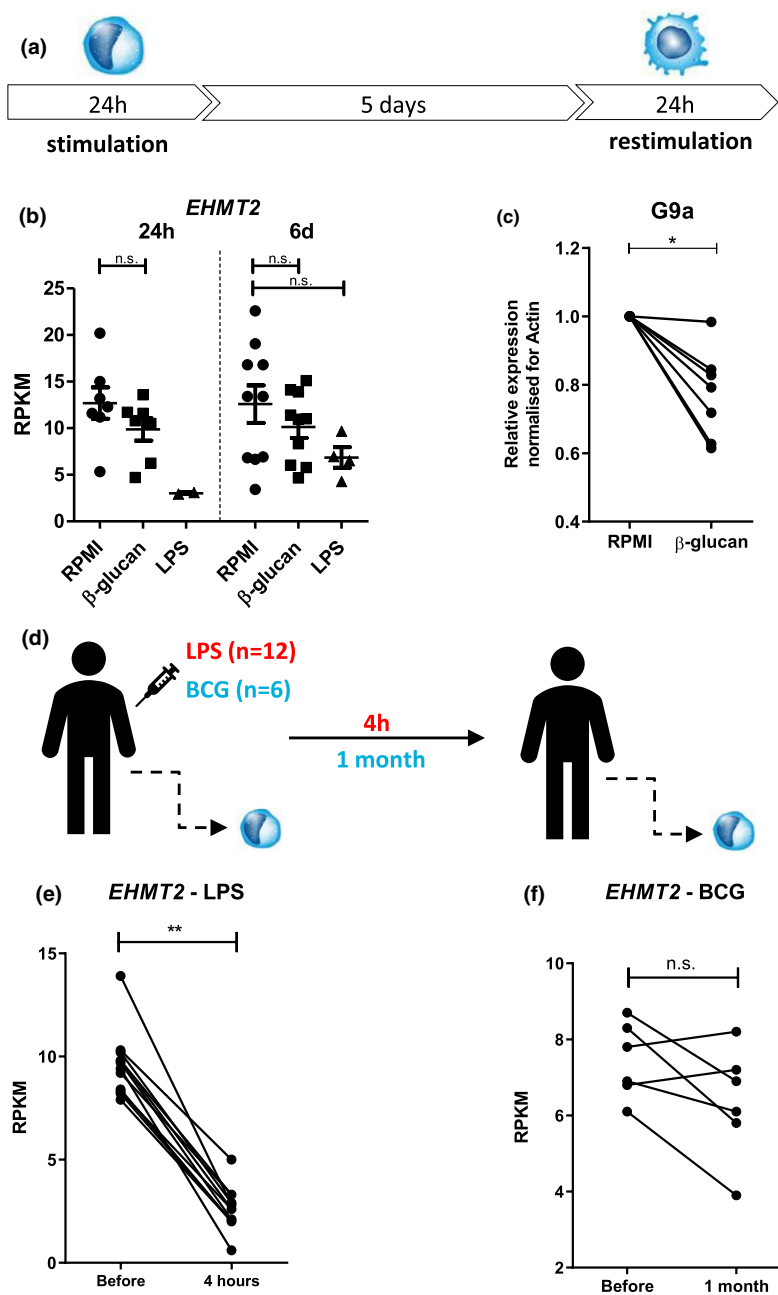 (a)
24h
5 days
24h
stimulation
restimulation
(b)
EHMT2
24h
6d
n.s.
n.s.
n.s.
RPKM
25
20
15
10
5
0
RPMI
β-glucan
LPS
RPMI
β-glucan
LPS
(c)
G9a
*
Relative expression
normalised for Actin
1.2
1.0
0.8
0.6
0.4
RPMI
β-glucan
(d)
LPS (n=12)
BCG (n=6)
4h
1 month
(e)
EHMT2 - LPS
**
RPKM
15
10
5
0
Before
4 hours
(f)
EHMT2 - BCG
n.s.
RPKM
10
8
6
4
2
Before
1 month